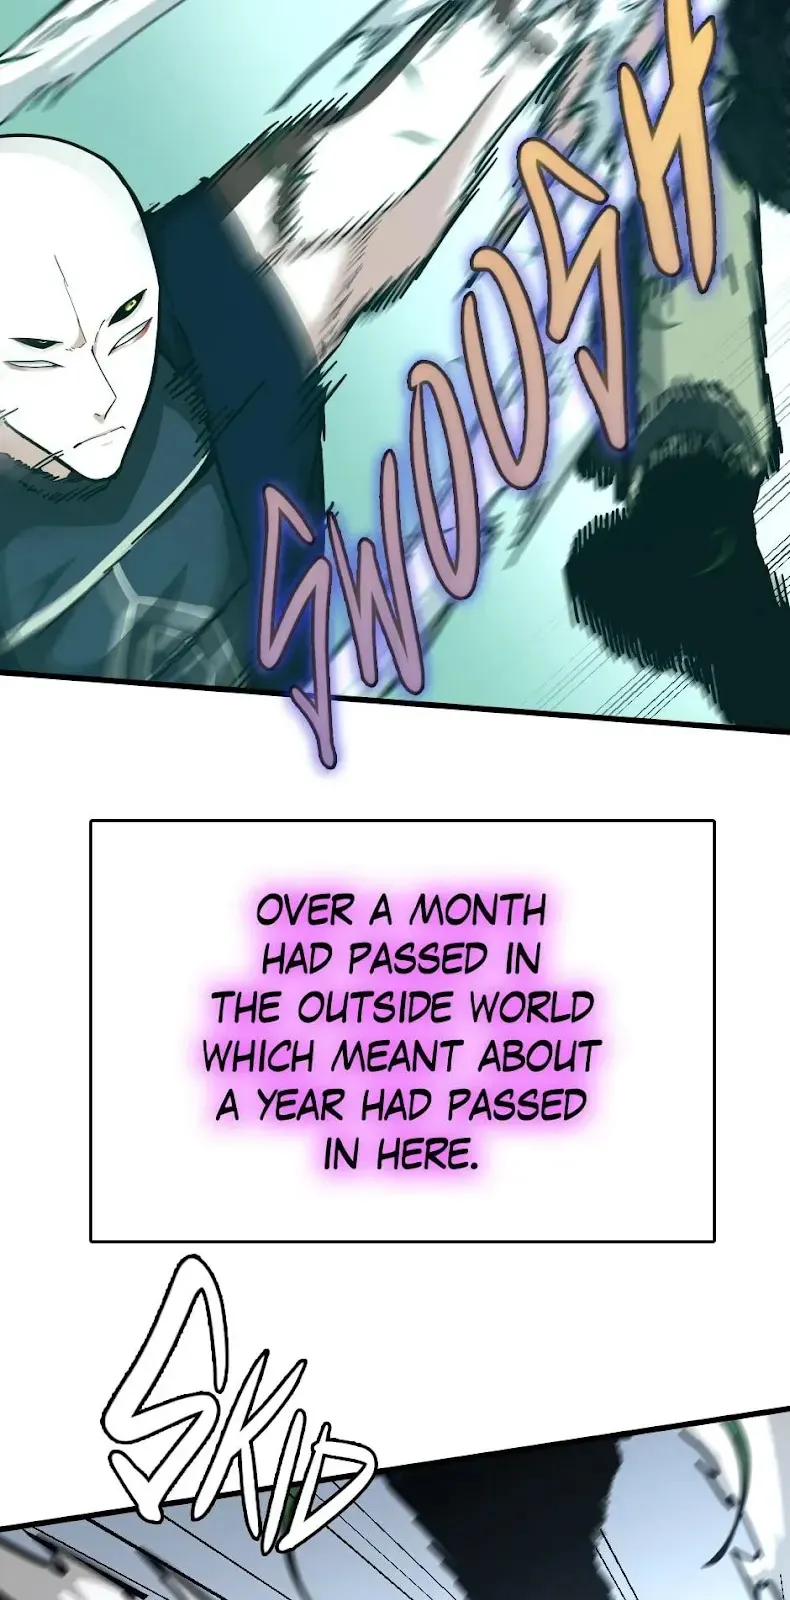 SWOOSH
OVER A MONTH
HAD PASSED IN
THE OUTSIDE WORLD
WHICH MEANT ABOUT
A YEAR HAD PASSED
IN HERE.
SKID